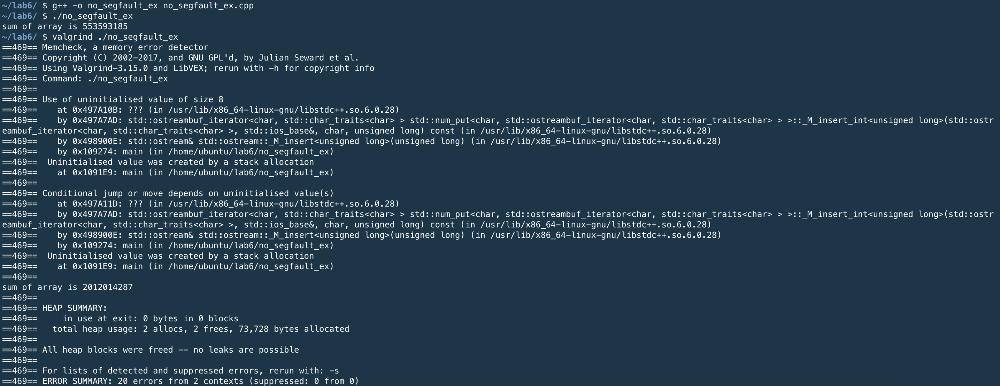 ~/lab6/ $ g++ -o no_segfault_ex no_segfault_ex.cpp
~/lab6/ $ ./no_segfault_ex
sum of array is 553593185
~/lab6/ $ valgrind ./no_segfault_ex
==469== Memcheck, a memory error detector
==469== Copyright (C) 2002-2017, and GNU GPL'd, by Julian Seward et al.
==469== Using Valgrind-3.15.0 and LibVEX; rerun with -h for copyright info
==469== Command: ./no_segfault_ex
==469==
==469== Use of uninitialised value of size 8
==469==    at 0x497A10B: ??? (in /usr/lib/x86_64-linux-gnu/libstdc++.so.6.0.28)
==469==    by 0x497A7AD: std::ostreambuf_iterator<char, std::char_traits<char> > std::num_put<char, std::ostreambuf_iterator<char, std::char_traits<char> > >::_M_insert_int<unsigned long>(std::ostr
eambuf_iterator<char, std::char_traits<char> >, std::ios_base&, char, unsigned long) const (in /usr/lib/x86_64-linux-gnu/libstdc++.so.6.0.28)
==469==    by 0x498900E: std::ostream& std::ostream::_M_insert<unsigned long>(unsigned long) (in /usr/lib/x86_64-linux-gnu/libstdc++.so.6.0.28)
==469==    by 0x109274: main (in /home/ubuntu/lab6/no_segfault_ex)
==469==  Uninitialised value was created by a stack allocation
==469==    at 0x1091E9: main (in /home/ubuntu/lab6/no_segfault_ex)
==469==
==469== Conditional jump or move depends on uninitialised value(s)
==469==    at 0x497A11D: ??? (in /usr/lib/x86_64-linux-gnu/libstdc++.so.6.0.28)
==469==    by 0x497A7AD: std::ostreambuf_iterator<char, std::char_traits<char> > std::num_put<char, std::ostreambuf_iterator<char, std::char_traits<char> > >::_M_insert_int<unsigned long>(std::ostr
eambuf_iterator<char, std::char_traits<char> >, std::ios_base&, char, unsigned long) const (in /usr/lib/x86_64-linux-gnu/libstdc++.so.6.0.28)
==469==    by 0x498900E: std::ostream& std::ostream::_M_insert<unsigned long>(unsigned long) (in /usr/lib/x86_64-linux-gnu/libstdc++.so.6.0.28)
==469==    by 0x109274: main (in /home/ubuntu/lab6/no_segfault_ex)
==469==  Uninitialised value was created by a stack allocation
==469==    at 0x1091E9: main (in /home/ubuntu/lab6/no_segfault_ex)
==469==
sum of array is 2012014287
==469==
==469== HEAP SUMMARY:
==469==     in use at exit: 0 bytes in 0 blocks
==469==   total heap usage: 2 allocs, 2 frees, 73,728 bytes allocated
==469==
==469== All heap blocks were freed -- no leaks are possible
==469==
==469== For lists of detected and suppressed errors, rerun with: -s
==469== ERROR SUMMARY: 20 errors from 2 contexts (suppressed: 0 from 0)